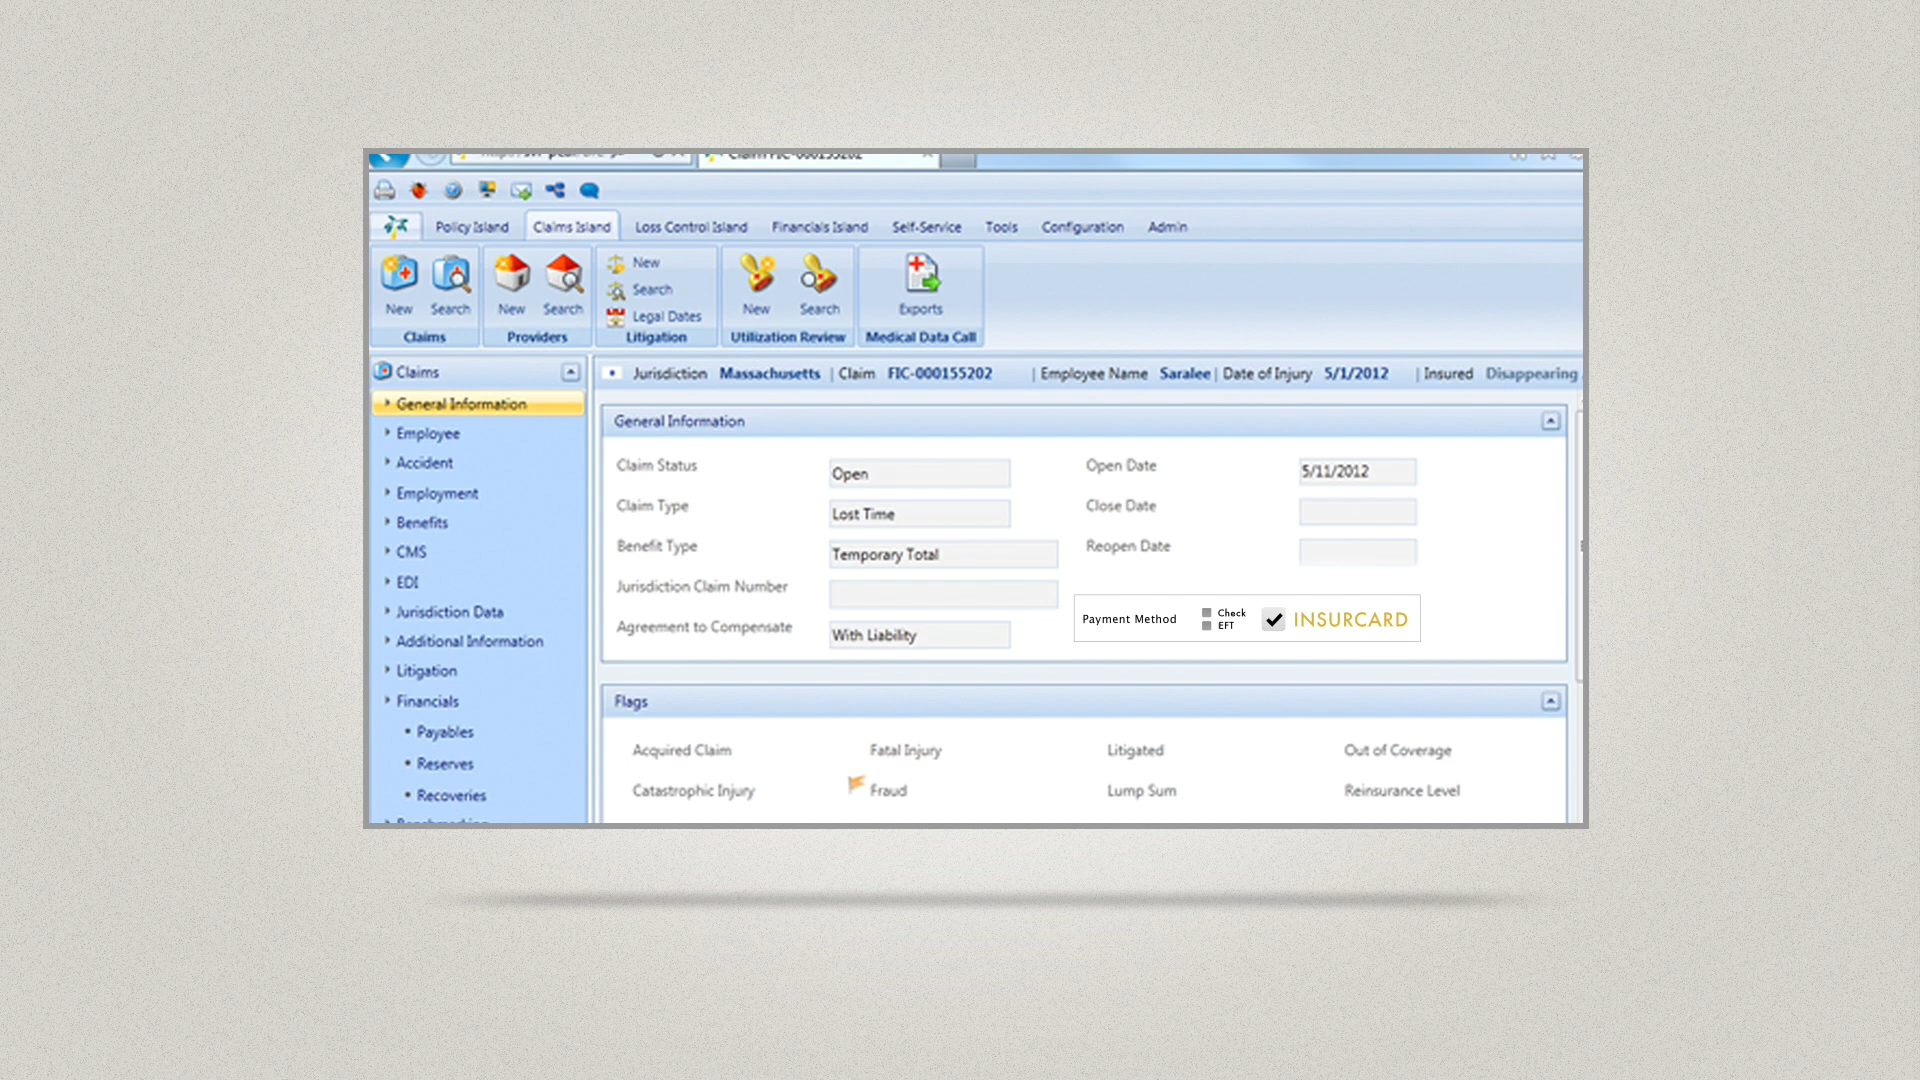 Claim FIC-000155202
Policy Island Claims Island Loss Control Island Financials Island Self-Service Tools Configuration Admin
New Search New Search New New Search Exports
Search
Legal Dates
Claims Providers Litigation Utilization Review Medical Data Call
Claims
Jurisdiction Massachusetts | Claim FIC-000155202 | Employee Name Saralee | Date of Injury 5/1/2012 | Insured Disappearing
General Information
Employee
Accident
Employment
Benefits
CMS
EDI
Jurisdiction Data
Additional Information
Litigation
Financials
Payables
Reserves
Recoveries
General Information
Claim Status Open Open Date 5/11/2012
Claim Type Lost Time Close Date
Benefit Type Temporary Total Reopen Date
Jurisdiction Claim Number
Agreement to Compensate With Liability
Payment Method Check INSURCARD
EFT
Flags
Acquired Claim Fatal Injury Litigated Out of Coverage
Catastrophic Injury Fraud Lump Sum Reinsurance Level